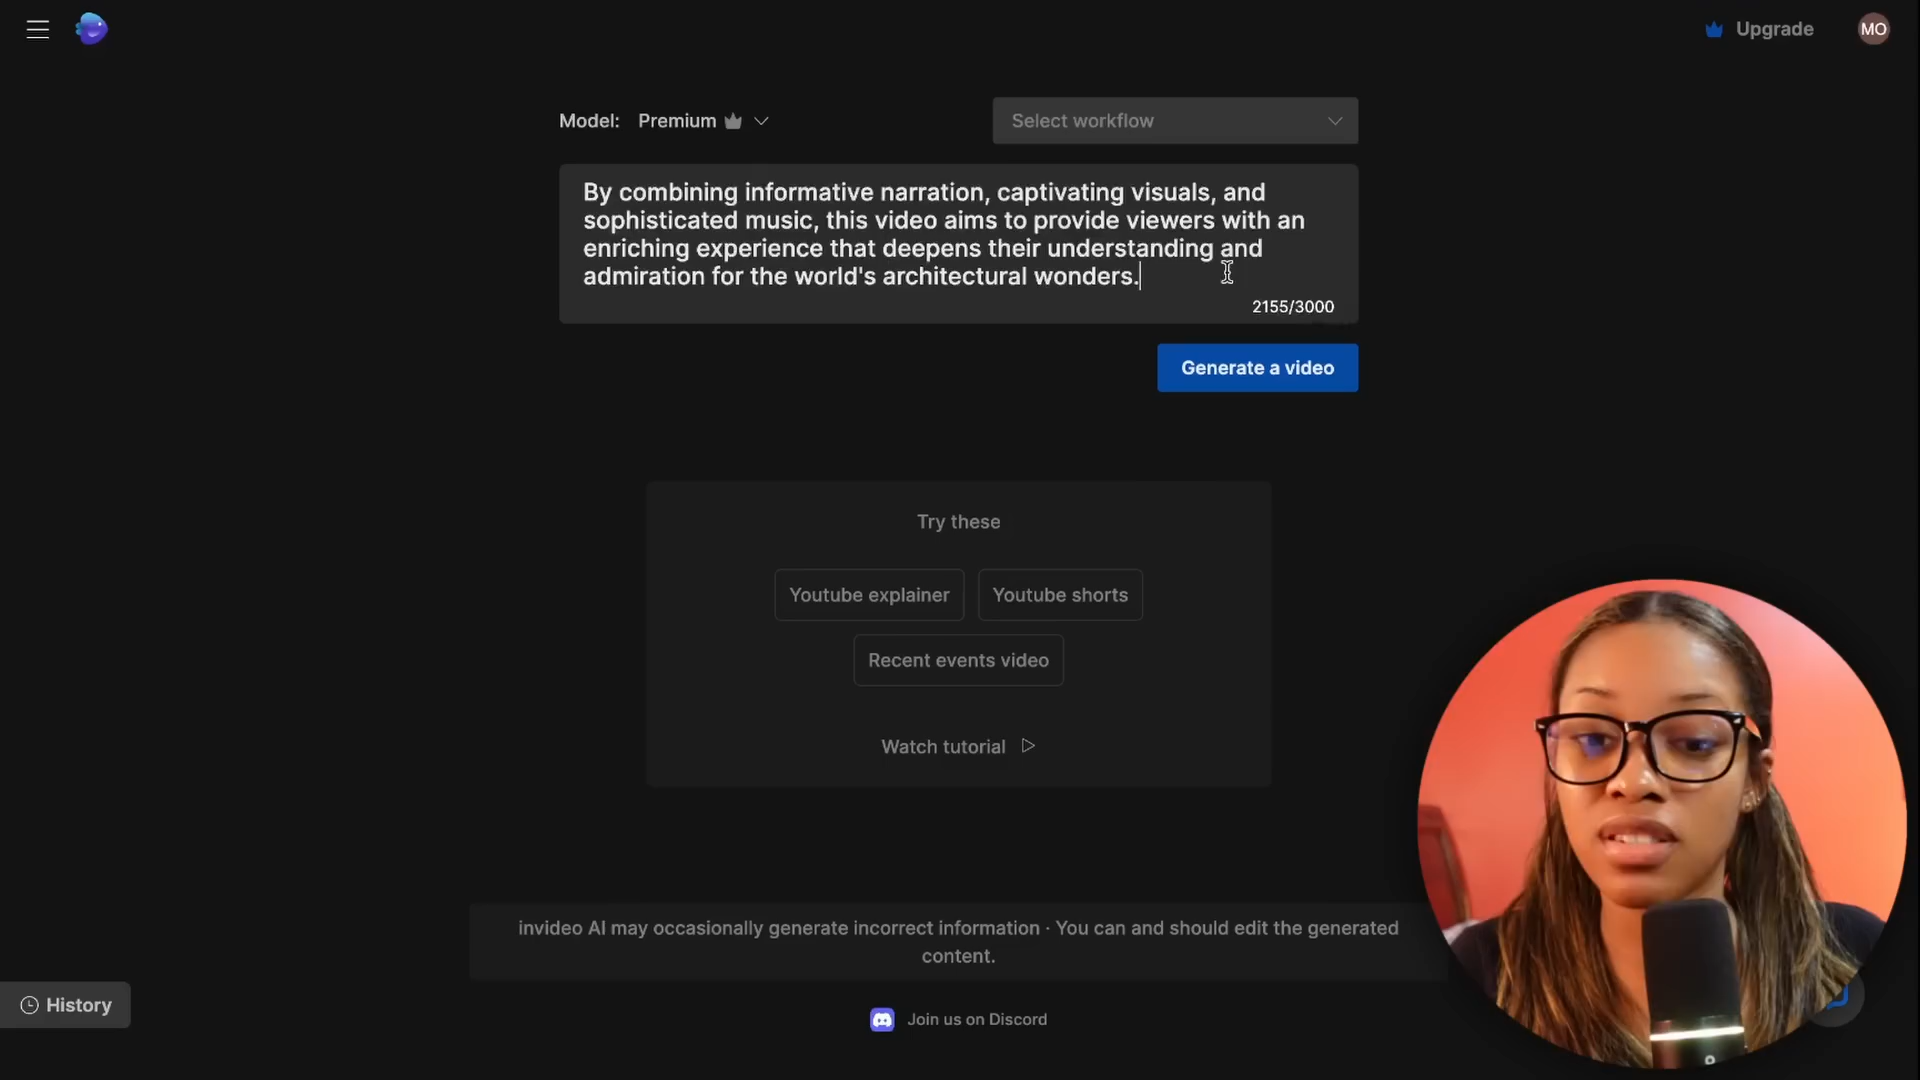 Upgrade
MO
Model: Premium
Select workflow
By combining informative narration, captivating visuals, and
sophisticated music, this video aims to provide viewers with an
enriching experience that deepens their understanding and
admiration for the world's architectural wonders.
2155/3000
Generate a video
Try these
Youtube explainer
Youtube shorts
Recent events video
Watch tutorial
invideo AI may occasionally generate incorrect information · You can and should edit the generated
content.
History
Join us on Discord